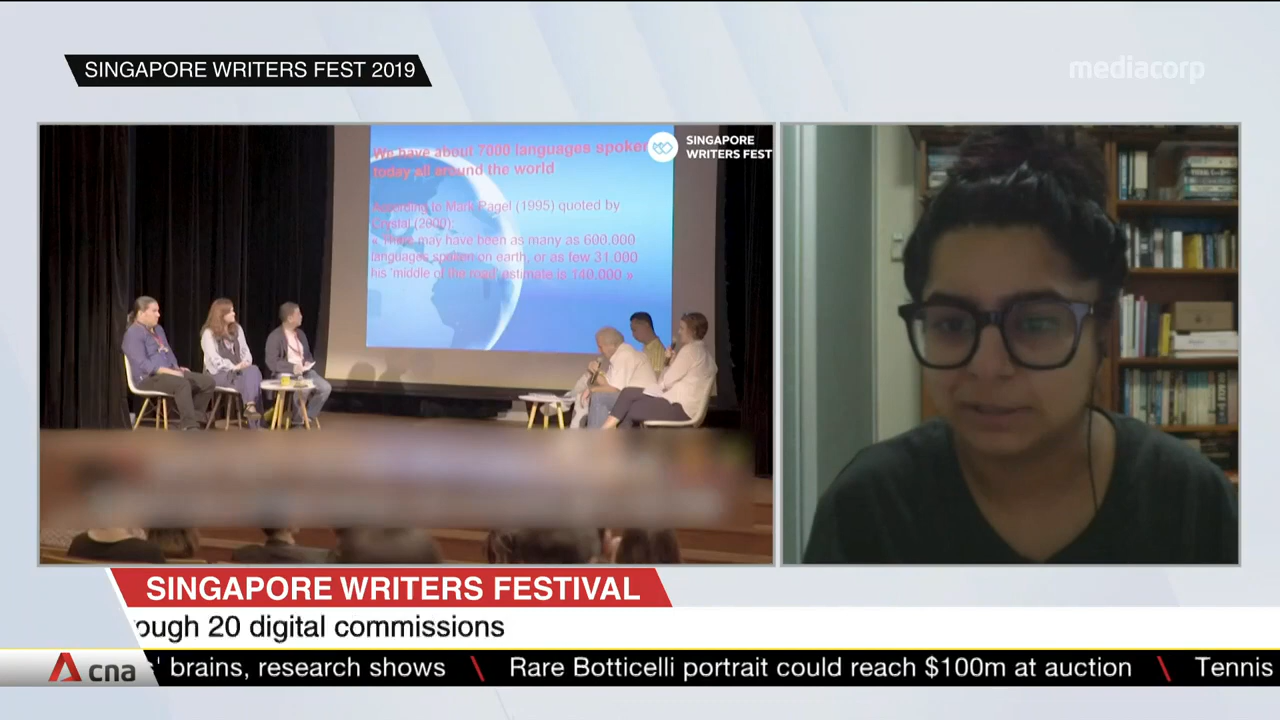 SINGAPORE WRITERS FEST 2019
mediacorp
SINGAPORE
WRITERS FEST
We have about 7000 languages spoken
today all around the world
According to Mark Pagel (1995) quoted by
Crystal (2000):
« There may have been as many as 600.000
languages spoken on earth, or as few 31.000
his 'middle of the road' estimate is 140.000 »
SINGAPORE WRITERS FESTIVAL
ough 20 digital commissions
cna
s' brains, research shows \ Rare Botticelli portrait could reach $100m at auction \ Tennis